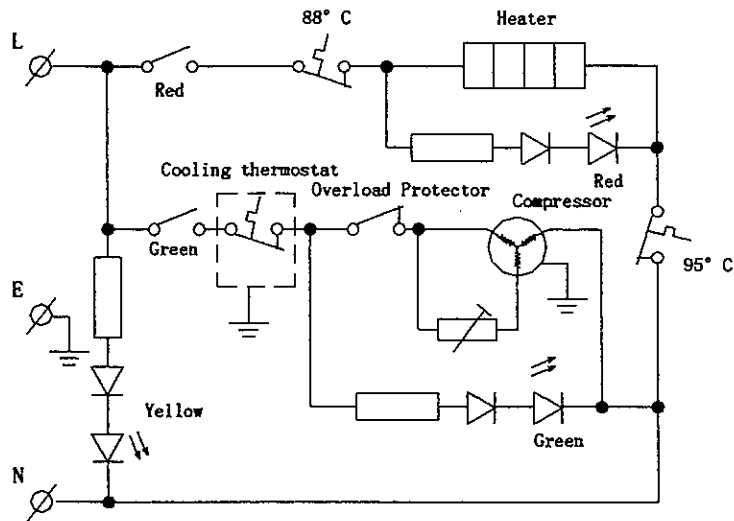 88° C
Heater
L
Red
Red
Cooling thermostat
Overload Protector
Compressor
Green
95° C
E
Yellow
Green
N